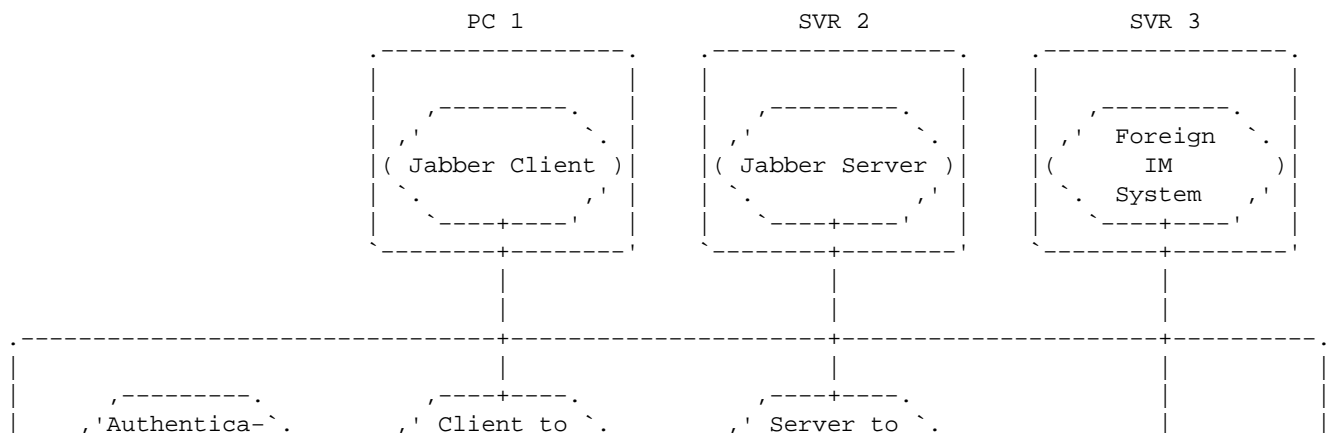 PC 1 SVR 2 SVR 3
Foreign
Jabber Client Jabber Server IM
System
Authentica- Client to Server to